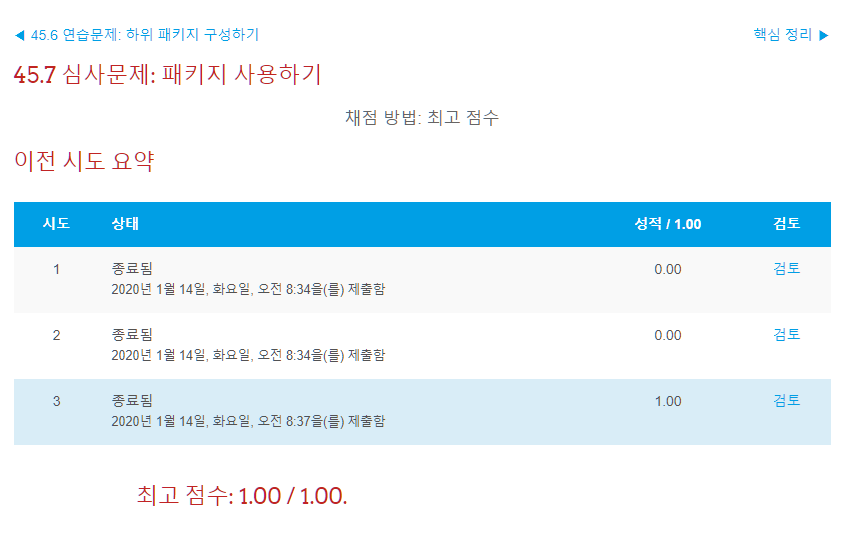 ◀ 45.6 연습문제: 하위 패키지 구성하기 핵심 정리 ▶
45.7 심사문제: 패키지 사용하기
채점 방법: 최고 점수
이전 시도 요약
시도 상태 성적 / 1.00 검토
1 종료됨 0.00 검토
2020년 1월 14일, 화요일, 오전 8:34을(를) 제출함
2 종료됨 0.00 검토
2020년 1월 14일, 화요일, 오전 8:34을(를) 제출함
3 종료됨 1.00 검토
2020년 1월 14일, 화요일, 오전 8:37을(를) 제출함
최고 점수: 1.00 / 1.00.